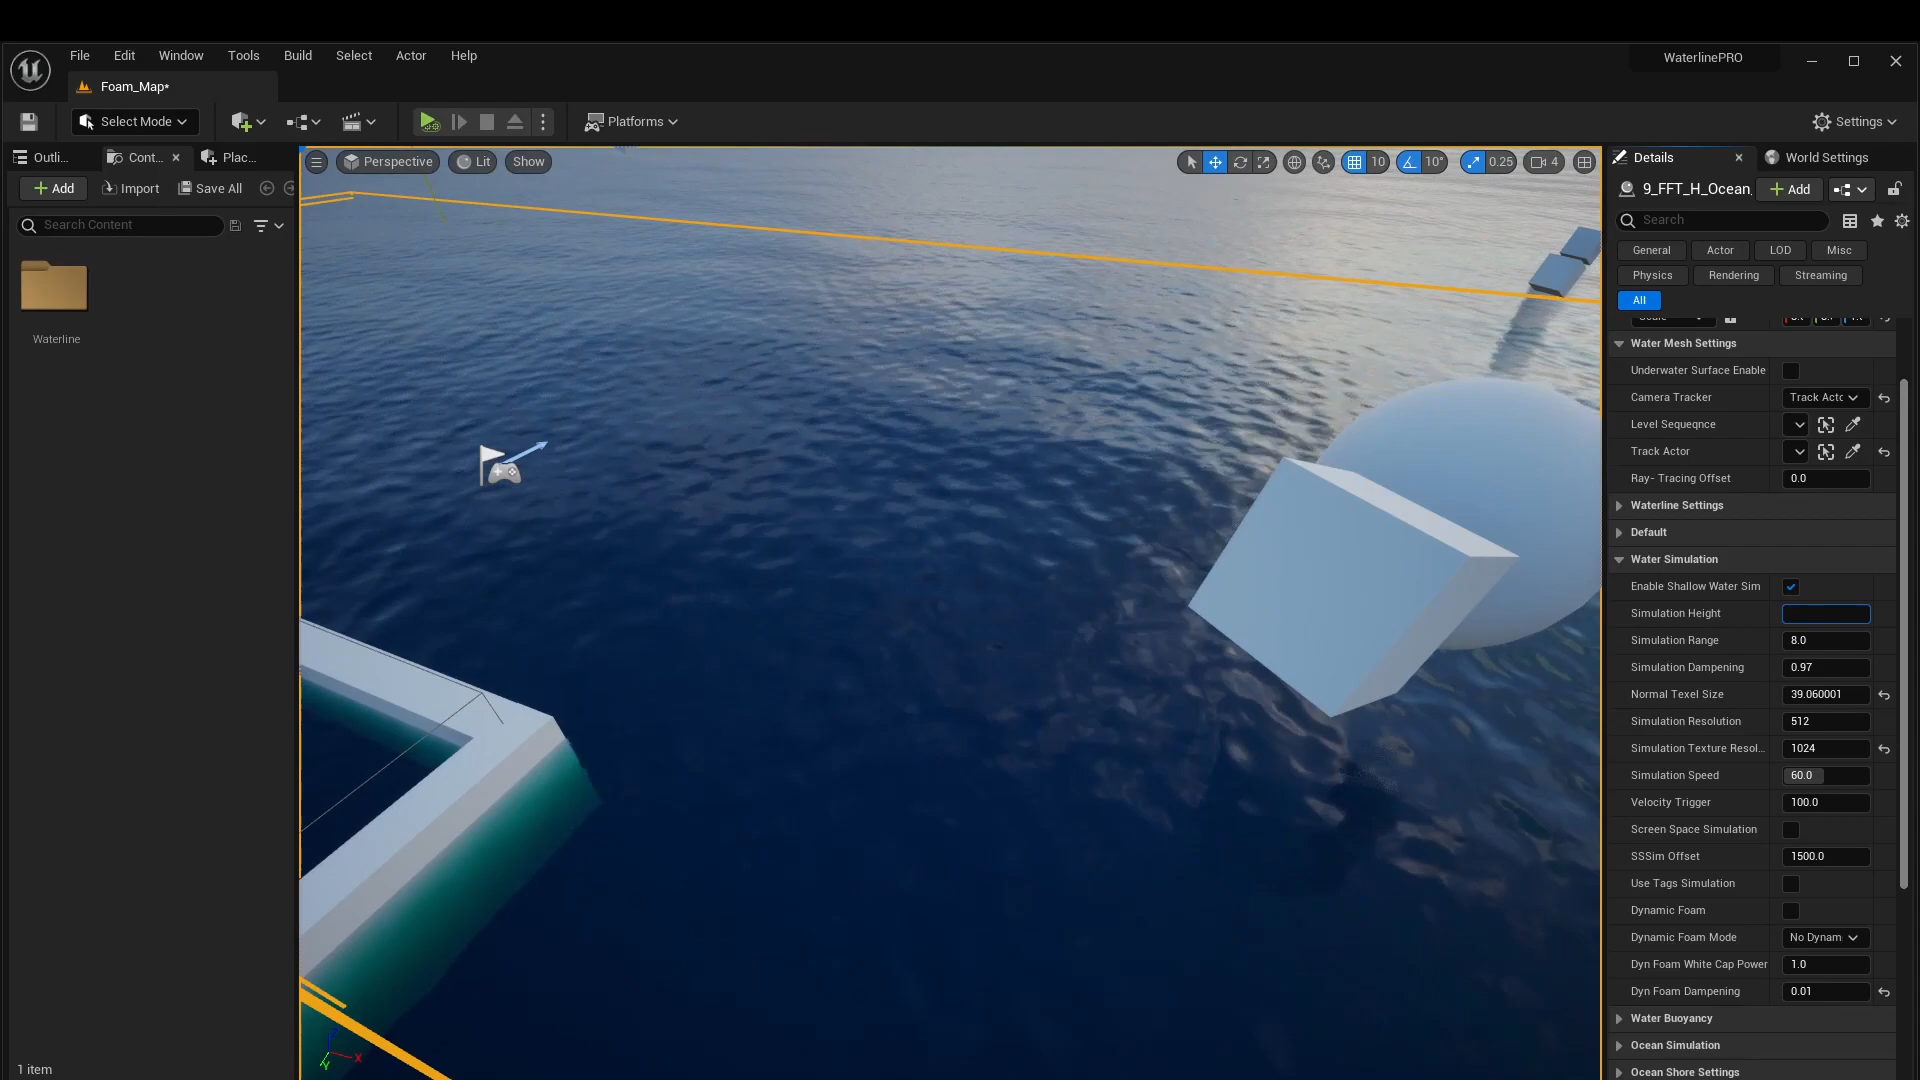 File Edit Window Tools Build Select Actor Help
WaterlinePRO
Foam_Map*
Select Mode
Platforms
Settings
Outli...
Cont...
Plac...
Add
Import
Save All
Search Content
Waterline
1 item
Perspective
Lit
Show
10
10°
0.25
4
X
Y
Details
World Settings
9_FFT_H_Ocean
Add
Search
General Actor LOD Misc
Physics Rendering Streaming
All
Water Mesh Settings
Underwater Surface Enable
Camera Tracker Track Actc
Level Sequeqnce
Track Actor
Ray- Tracing Offset 0.0
Waterline Settings
Default
Water Simulation
Enable Shallow Water Sim
Simulation Height
Simulation Range 8.0
Simulation Dampening 0.97
Normal Texel Size 39.060001
Simulation Resolution 512
Simulation Texture Resol... 1024
Simulation Speed 60.0
Velocity Trigger 100.0
Screen Space Simulation
SSSim Offset 1500.0
Use Tags Simulation
Dynamic Foam
Dynamic Foam Mode No Dynam
Dyn Foam White Cap Power 1.0
Dyn Foam Dampening 0.01
Water Buoyancy
Ocean Simulation
Ocean Shore Settings